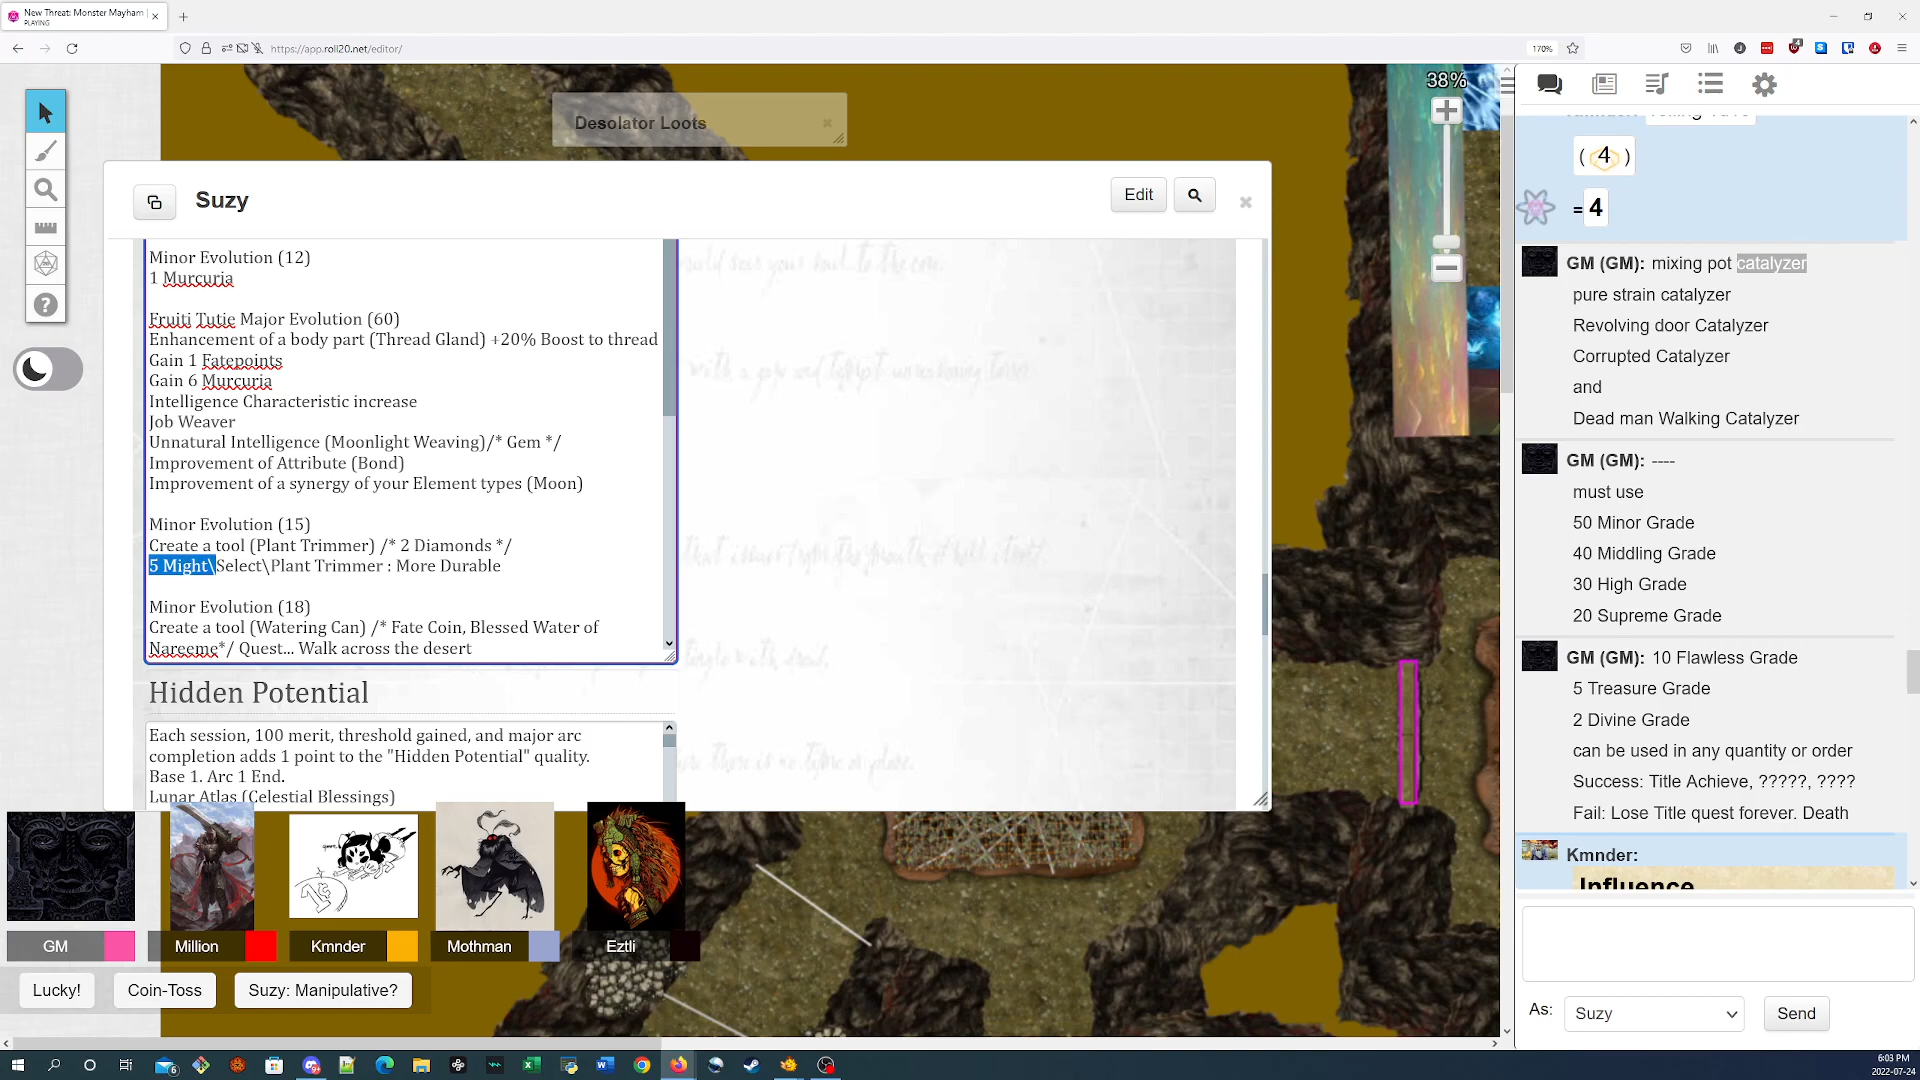 New Threat: Monster Mayham |
PLAYING
https://app.roll20.net/editor/
170%
4
38%
Desolator Loots
Suzy
Edit
Minor Evolution (12)
1 Murcuria
Fruiti Tutie Major Evolution (60)
Enhancement of a body part (Thread Gland) +20% Boost to thread
Gain 1 Fatepoints
Gain 6 Murcuria
Intelligence Characteristic increase
Job Weaver
Unnatural Intelligence (Moonlight Weaving)/* Gem */
Improvement of Attribute (Bond)
Improvement of a synergy of your Element types (Moon)
Minor Evolution (15)
Create a tool (Plant Trimmer) /* 2 Diamonds */
5 Might\Select\Plant Trimmer : More Durable
Minor Evolution (18)
Create a tool (Watering Can) /* Fate Coin, Blessed Water of
Nareeme*/ Quest... Walk across the desert
Hidden Potential
Each session, 100 merit, threshold gained, and major arc
completion adds 1 point to the "Hidden Potential" quality.
Base 1. Arc 1 End.
Lunar Atlas (Celestial Blessings)
GM
Million
Kmnder
Mothman
Eztli
Lucky!
Coin-Toss
Suzy: Manipulative?
(4)
=4
GM (GM): mixing pot catalyzer
pure strain catalyzer
Revolving door Catalyzer
Corrupted Catalyzer
and
Dead man Walking Catalyzer
GM (GM): ----
must use
50 Minor Grade
40 Middling Grade
30 High Grade
20 Supreme Grade
GM (GM): 10 Flawless Grade
5 Treasure Grade
2 Divine Grade
can be used in any quantity or order
Success: Title Achieve, ?????, ????
Fail: Lose Title quest forever. Death
Kmnder:
Influence
As:
Suzy
Send
6:03 PM
2022-07-24